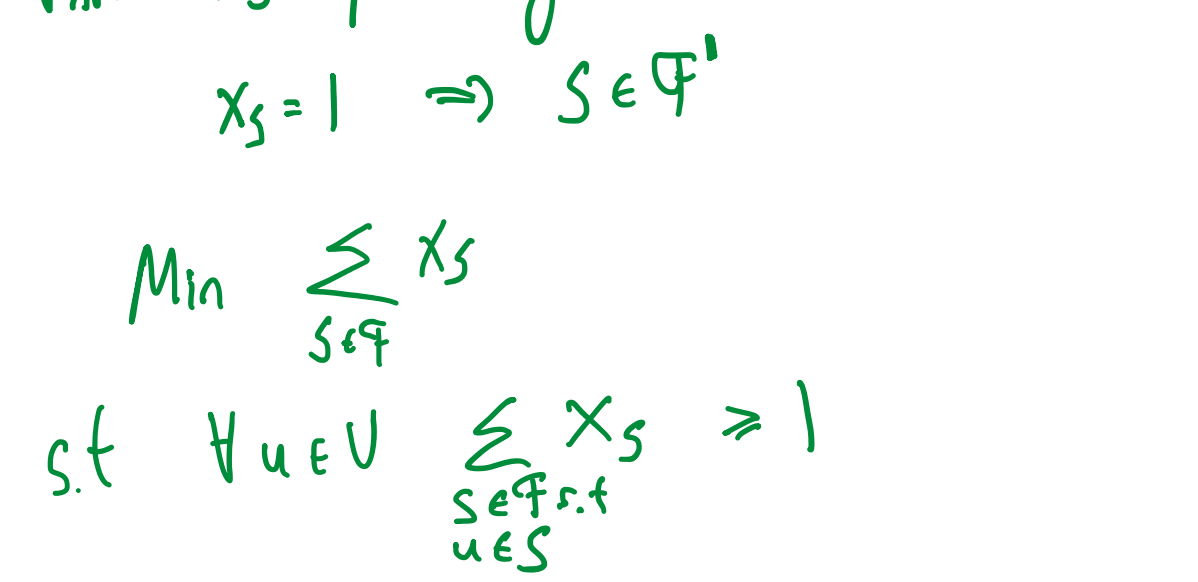 x_S = 1 ⇒ S ∈ Ƒ'
Min ∑ x_S
S ∈ Ƒ
s.t ∀ u ∈ U ∑ x_S ⩾ 1
S ∈ Ƒ s.t
u ∈ S